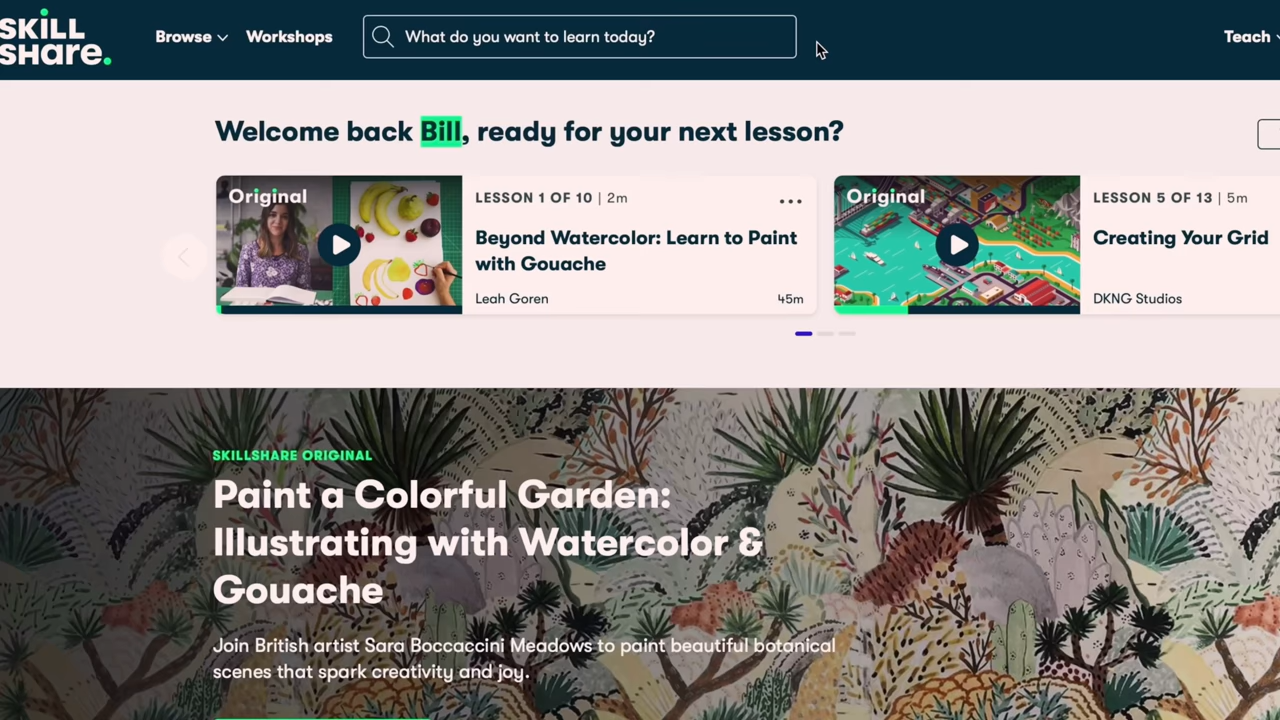 SKILL
SHARE.
Browse
Workshops
What do you want to learn today?
Teach
Welcome back Bill, ready for your next lesson?
Original
LESSON 1 OF 10 | 2m
Beyond Watercolor: Learn to Paint
with Gouache
Leah Goren
45m
Original
LESSON 5 OF 13 | 5m
Creating Your Grid
DKNG Studios
SKILLSHARE ORIGINAL
Paint a Colorful Garden:
Illustrating with Watercolor &
Gouache
Join British artist Sara Boccaccini Meadows to paint beautiful botanical
scenes that spark creativity and joy.